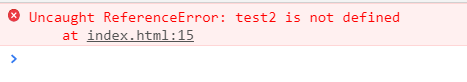 Uncaught ReferenceError: test2 is not defined
at index.html:15